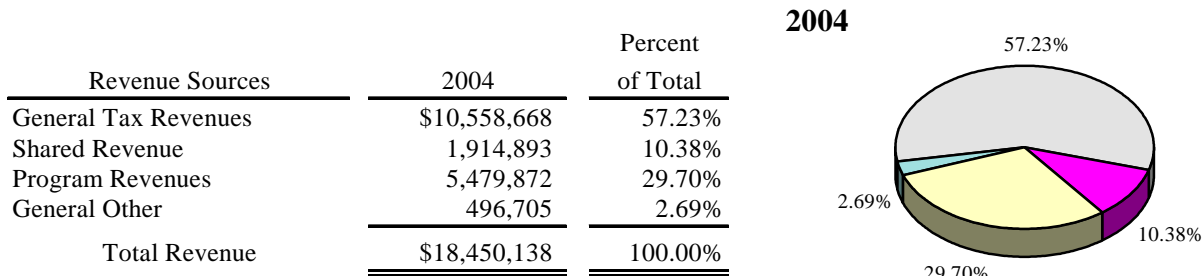 2004
Percent
Revenue Sources 2004 of Total
General Tax Revenues $10,558,668 57.23%
Shared Revenue 1,914,893 10.38%
Program Revenues 5,479,872 29.70%
General Other 496,705 2.69%
Total Revenue $18,450,138 100.00%
57.23%
2.69%
10.38%
29.70%